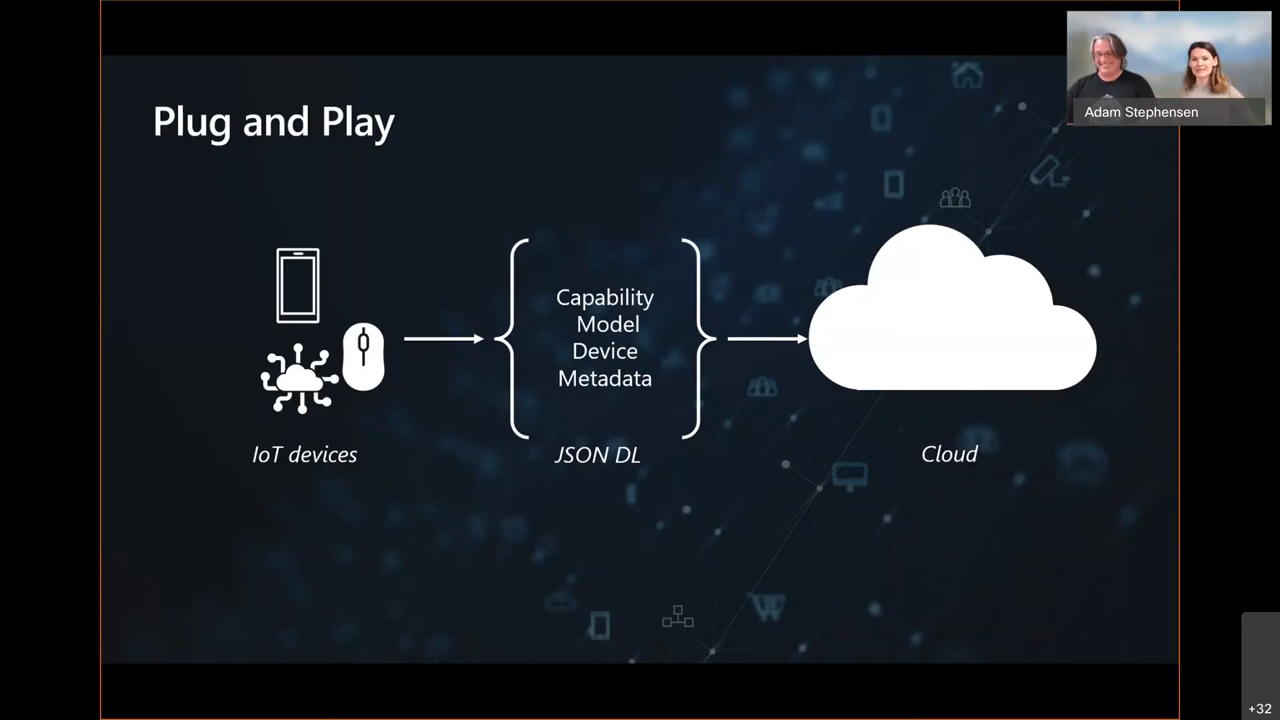 Plug and Play
Adam Stephensen
Capability
Model
Device
Metadata
IoT devices
JSON DL
Cloud
+32